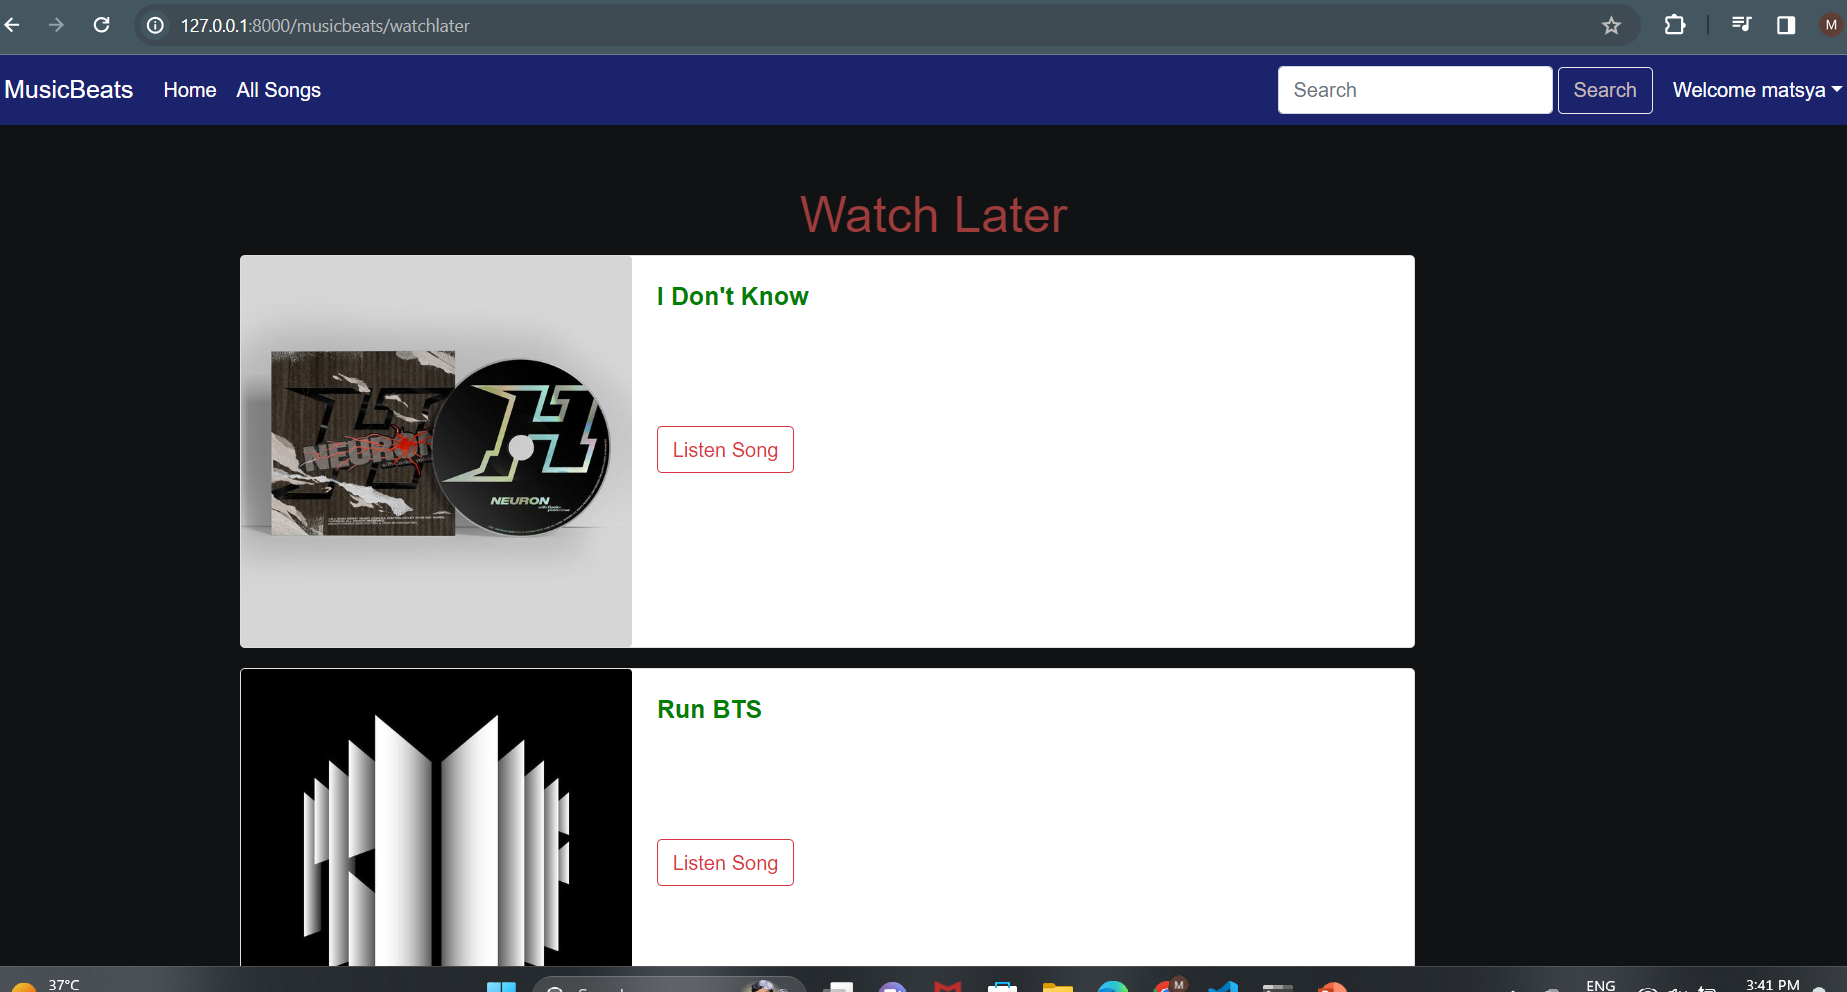 127.0.0.1:8000/musicbeats/watchlater
M
MusicBeats
Home
All Songs
Search
Search
Welcome matsya
Watch Later
I Don't Know
NEURON
H
NEURON
Listen Song
Run BTS
Listen Song
37°C
M
ENG
3:41 PM